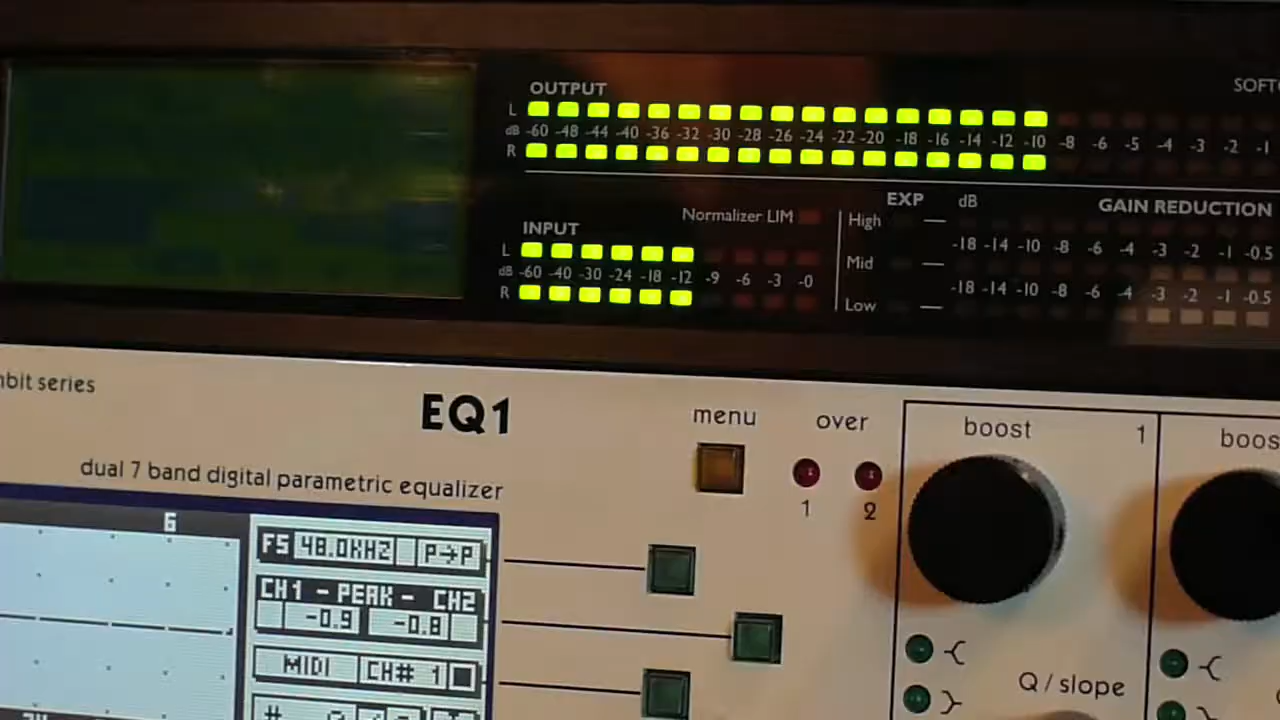 OUTPUT
SOFT
L
dB -60 -48 -44 -40 -36 -32 -30 -28 -26 -24 -22 -20 -18 -16 -14 -12 -10 -8 -6 -5 -4 -3 -2 -1
R
Normalizer LIM
EXP dB GAIN REDUCTION
INPUT
L
dB -60 -40 -30 -24 -18 -12 -9 -6 -3 -0
R
High
-18 -14 -10 -8 -6 -4 -3 -2 -1 -0.5
Mid
-18 -14 -10 -8 -6 -4 -3 -2 -1 -0.5
Low
bit series
EQ1
dual 7 band digital parametric equalizer
menu
over
1 2
boost 1
boos
6
FS 48.0KHZ P→P
CH1 - PEAK - CH2
-0.9 -0.8
MIDI CH# 1
#
Q / slope